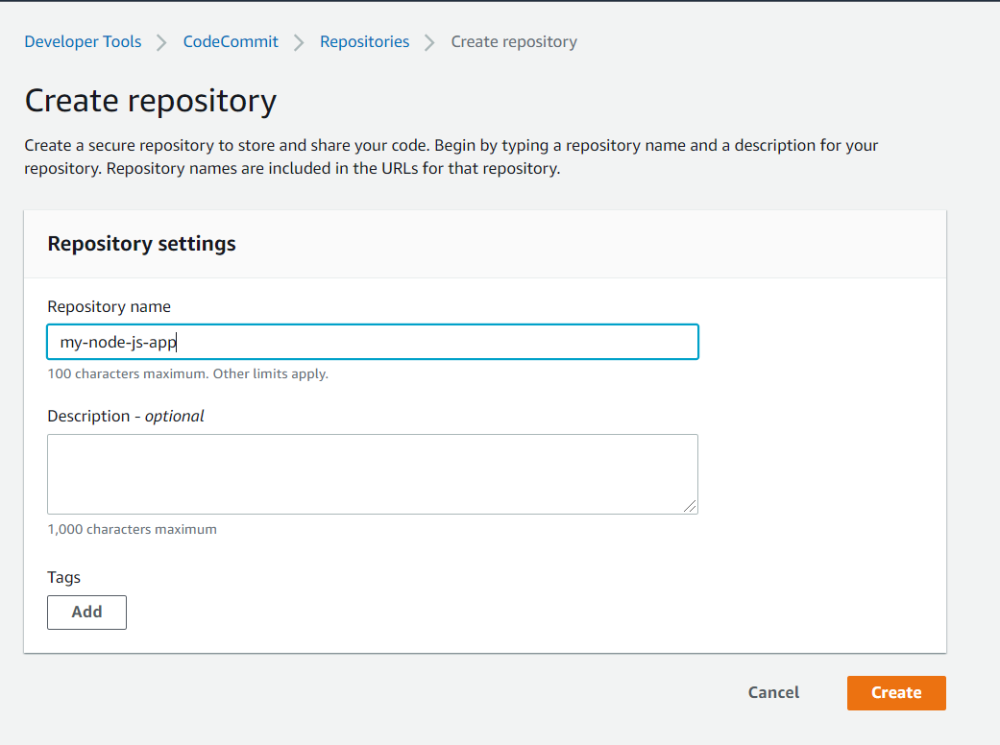 Developer Tools > CodeCommit > Repositories > Create repository
Create repository
Create a secure repository to store and share your code. Begin by typing a repository name and a description for your
repository. Repository names are included in the URLs for that repository.
Repository settings
Repository name
my-node-js-app
100 characters maximum. Other limits apply.
Description - optional
1,000 characters maximum
Tags
Add
Cancel Create